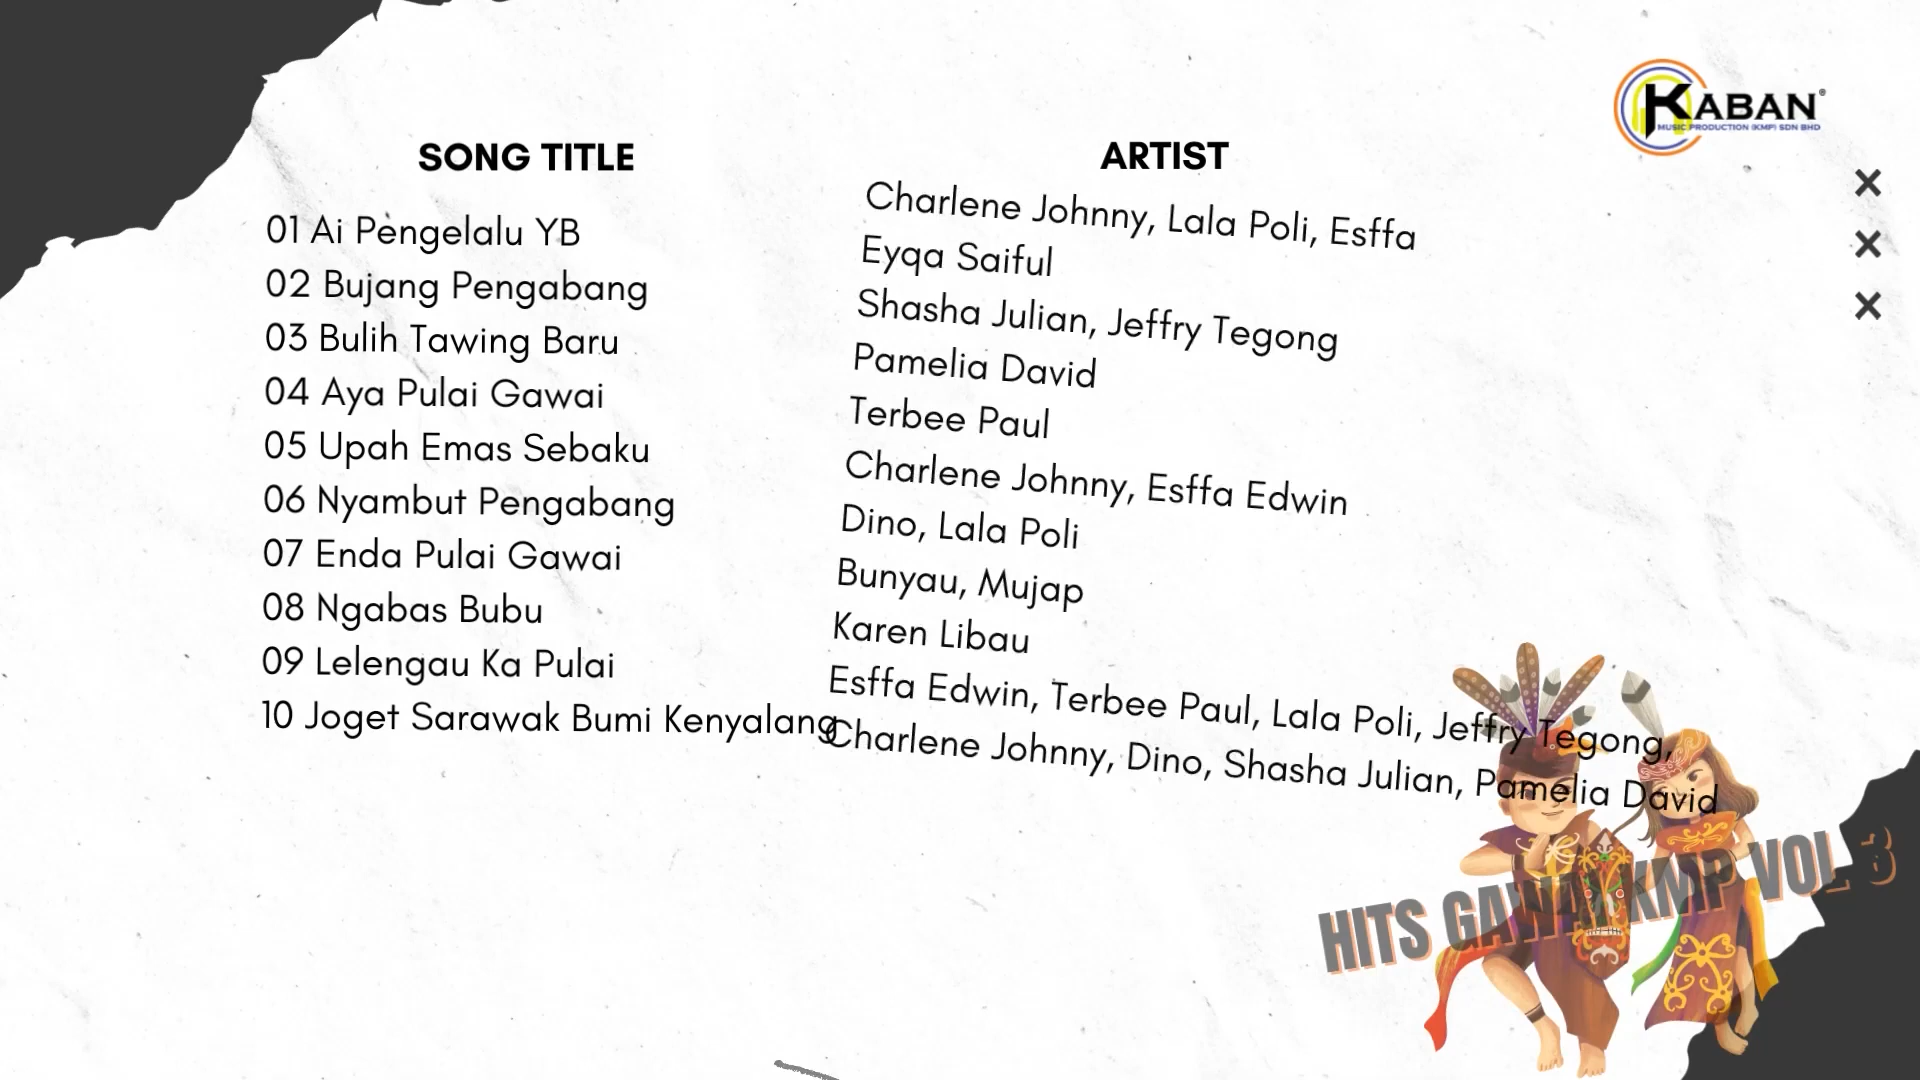 KABAN®
MUSIC PRODUCTION (KMP) SDN BHD
SONG TITLE
01 Ai Pengelalu YB
02 Bujang Pengabang
03 Bulih Tawing Baru
04 Aya Pulai Gawai
05 Upah Emas Sebaku
06 Nyambut Pengabang
07 Enda Pulai Gawai
08 Ngabas Bubu
09 Lelengau Ka Pulai
10 Joget Sarawak Bumi Kenyalang
ARTIST
Charlene Johnny, Lala Poli, Esffa
Eyqa Saiful
Shasha Julian, Jeffry Tegong
Pamelia David
Terbee Paul
Charlene Johnny, Esffa Edwin
Dino, Lala Poli
Bunyau, Mujap
Karen Libau
Esffa Edwin, Terbee Paul, Lala Poli, Jeffry Tegong,
Charlene Johnny, Dino, Shasha Julian, Pamelia David
HITS GAWAI KMP VOL 3